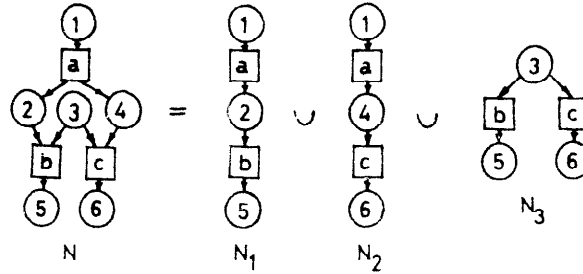 1 1 1
a a a 3
2 3 4 = 2 ∪ 4 ∪ b c
b c b c 5 6
5 6 5 6
N N₁ N₂ N₃